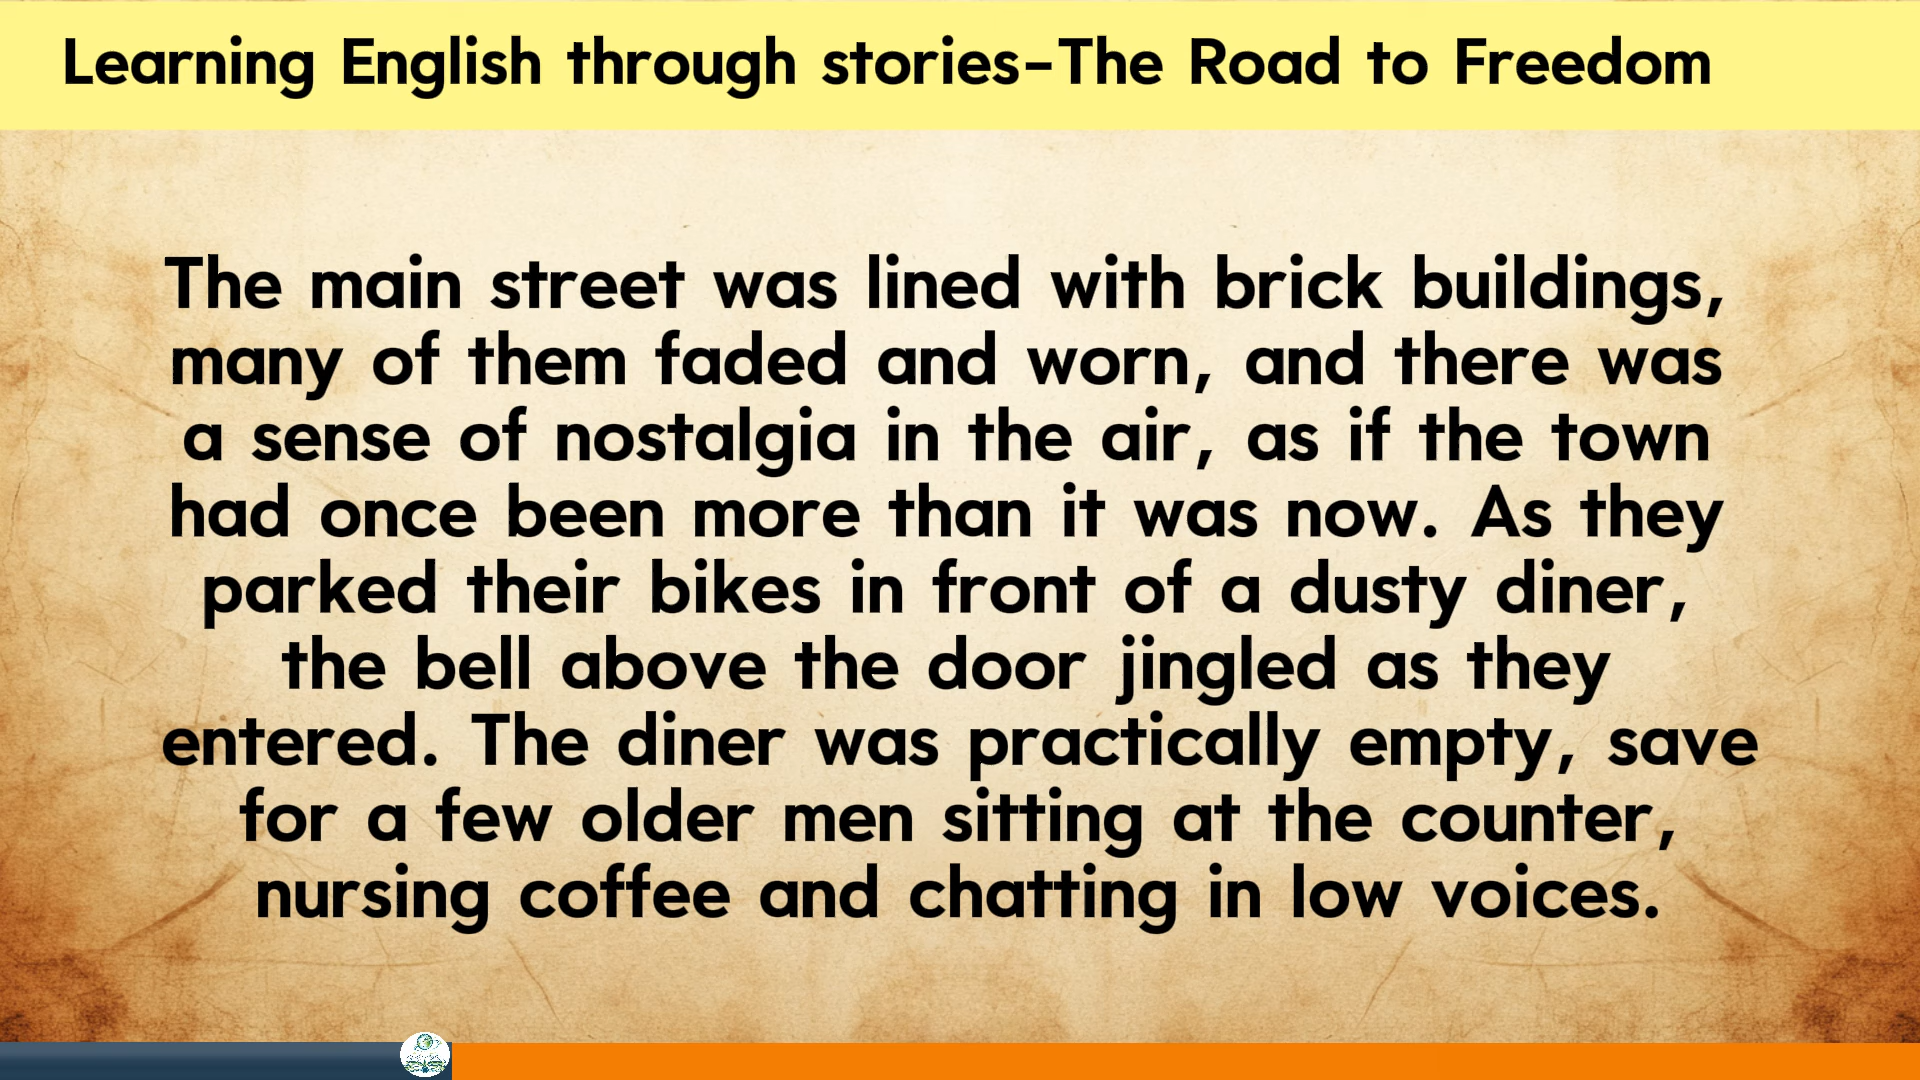 Learning English through stories-The Road to Freedom
The main street was lined with brick buildings,
many of them faded and worn, and there was
a sense of nostalgia in the air, as if the town
had once been more than it was now. As they
parked their bikes in front of a dusty diner,
the bell above the door jingled as they
entered. The diner was practically empty, save
for a few older men sitting at the counter,
nursing coffee and chatting in low voices.